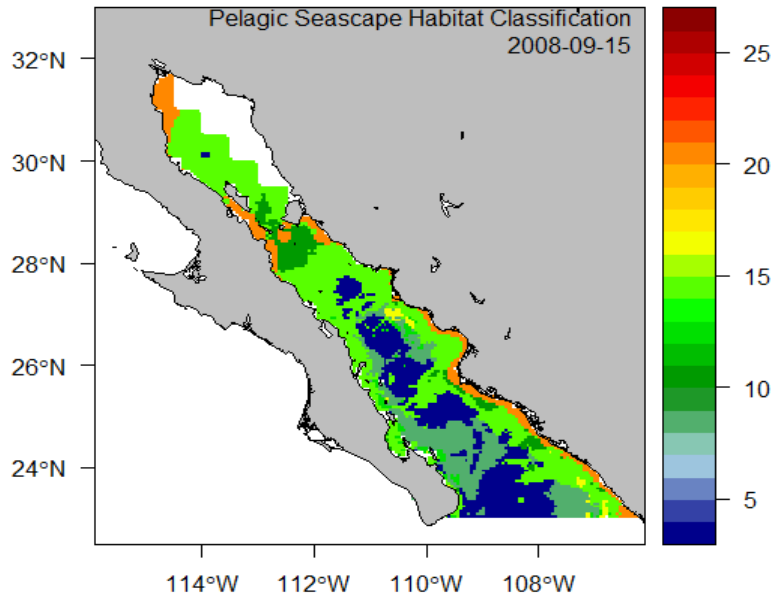 Pelagic Seascape Habitat Classification
2008-09-15
32°N
30°N
28°N
26°N
24°N
114°W
112°W
110°W
108°W
25
20
15
10
5